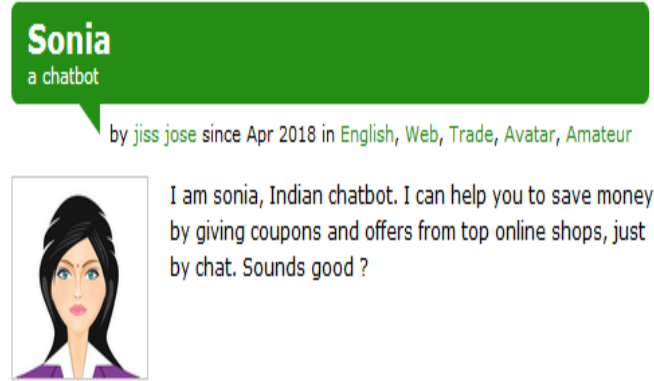 Sonia
a chatbot
by jiss jose since Apr 2018 in English, Web, Trade, Avatar, Amateur
I am sonia, Indian chatbot. I can help you to save money
by giving coupons and offers from top online shops, just
by chat. Sounds good ?